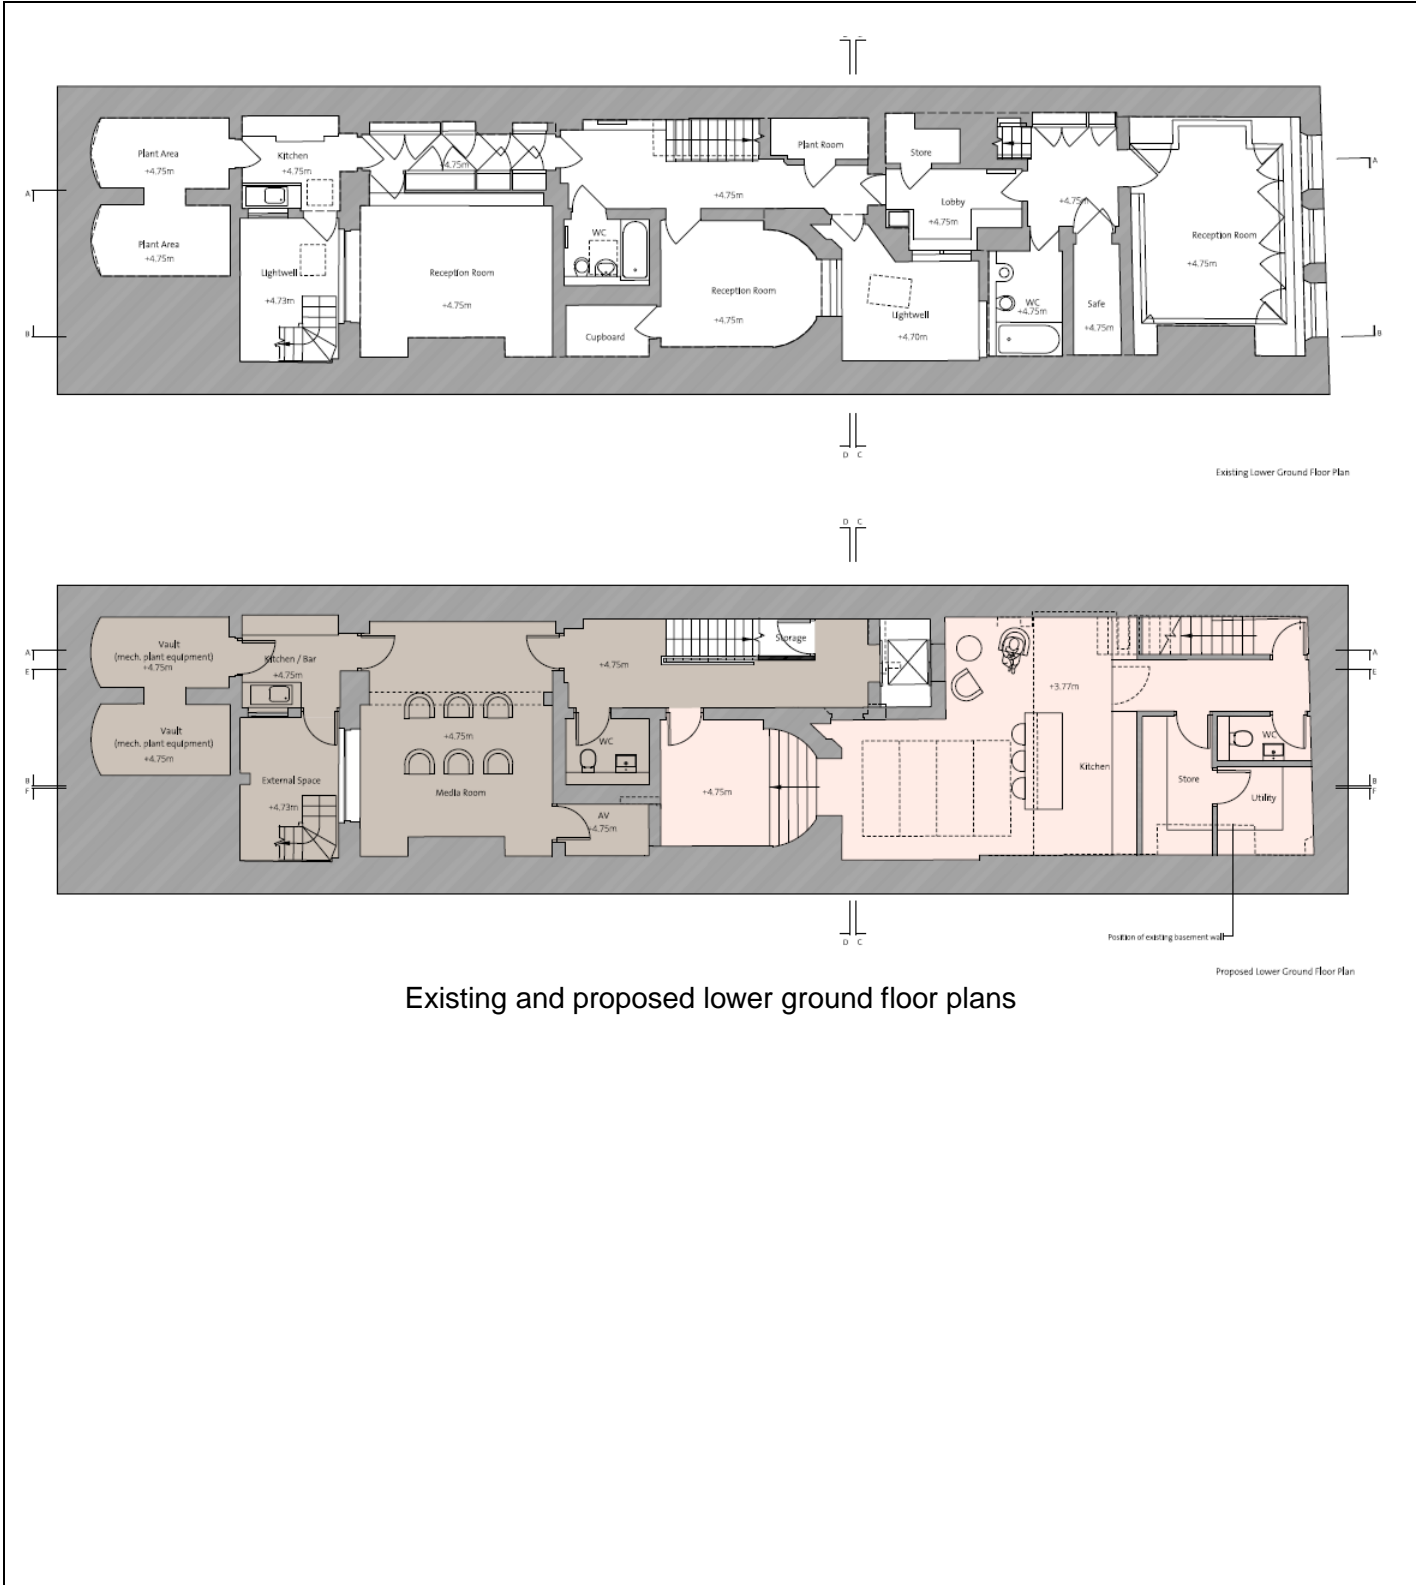 Plant Area
+4.75m
Kitchen
+4.75m
+4.75m
Plant Room
Store
A
A
Plant Area
+4.75m
WC
+4.75m
Lobby
+4.75m
+4.75m
Reception Room
+4.75m
Lightwell
+4.73m
Reception Room
+4.75m
Reception Room
+4.75m
Lightwell
+4.70m
WC
+4.75m
Safe
+4.75m
Cupboard
B
B
D C
Existing Lower Ground Floor Plan
D C
A
E
Vault
(mech. plant equipment)
+4.75m
Kitchen / Bar
+4.75m
+4.75m
Storage
+3.77m
A
E
Vault
(mech. plant equipment)
+4.75m
+4.75m
WC
WC
B
F
External Space
+4.73m
Media Room
+4.75m
Kitchen
Store
Utility
B
F
AV
+4.75m
D C
Position of existing basement wall
Proposed Lower Ground Floor Plan
Existing and proposed lower ground floor plans